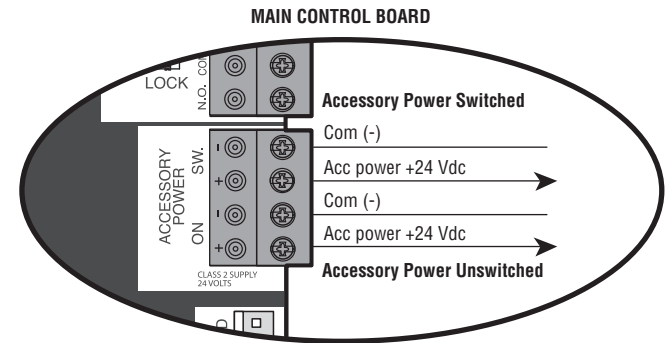 MAIN CONTROL BOARD
LOCK
N.O. COM
Accessory Power Switched
ACCESSORY
POWER
ON SW.
- Com (-)
+ Acc power +24 Vdc
- Com (-)
+ Acc power +24 Vdc
Accessory Power Unswitched
CLASS 2 SUPPLY
24 VOLTS